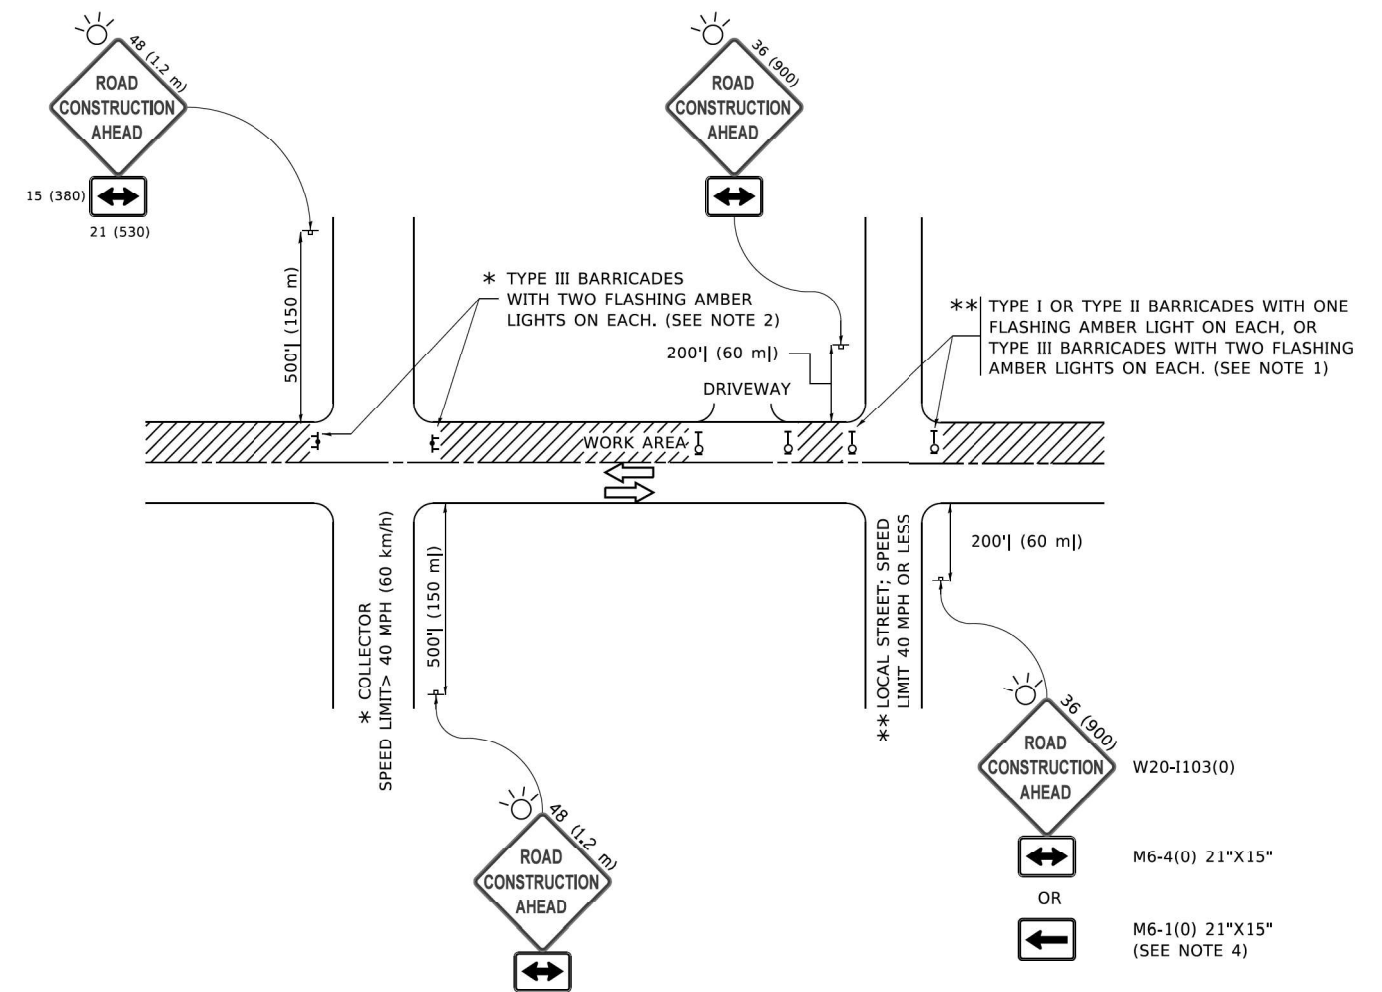 48 (1.2 m)
ROAD
CONSTRUCTION
AHEAD
15 (380)
21 (530)
36 (900)
ROAD
CONSTRUCTION
AHEAD
500'| (150 m)
* TYPE III BARRICADES
WITH TWO FLASHING AMBER
LIGHTS ON EACH. (SEE NOTE 2)
200'| (60 m|)
DRIVEWAY
** TYPE I OR TYPE II BARRICADES WITH ONE
FLASHING AMBER LIGHT ON EACH, OR
TYPE III BARRICADES WITH TWO FLASHING
AMBER LIGHTS ON EACH. (SEE NOTE 1)
WORK AREA
* COLLECTOR
SPEED LIMIT> 40 MPH (60 km/h)
500'| (150 m|)
** LOCAL STREET; SPEED
LIMIT 40 MPH OR LESS
200'| (60 m|)
48 (1.2 m)
ROAD
CONSTRUCTION
AHEAD
36 (900)
ROAD
CONSTRUCTION
AHEAD
W20-I103(0)
M6-4(0) 21"X15"
OR
M6-1(0) 21"X15"
(SEE NOTE 4)